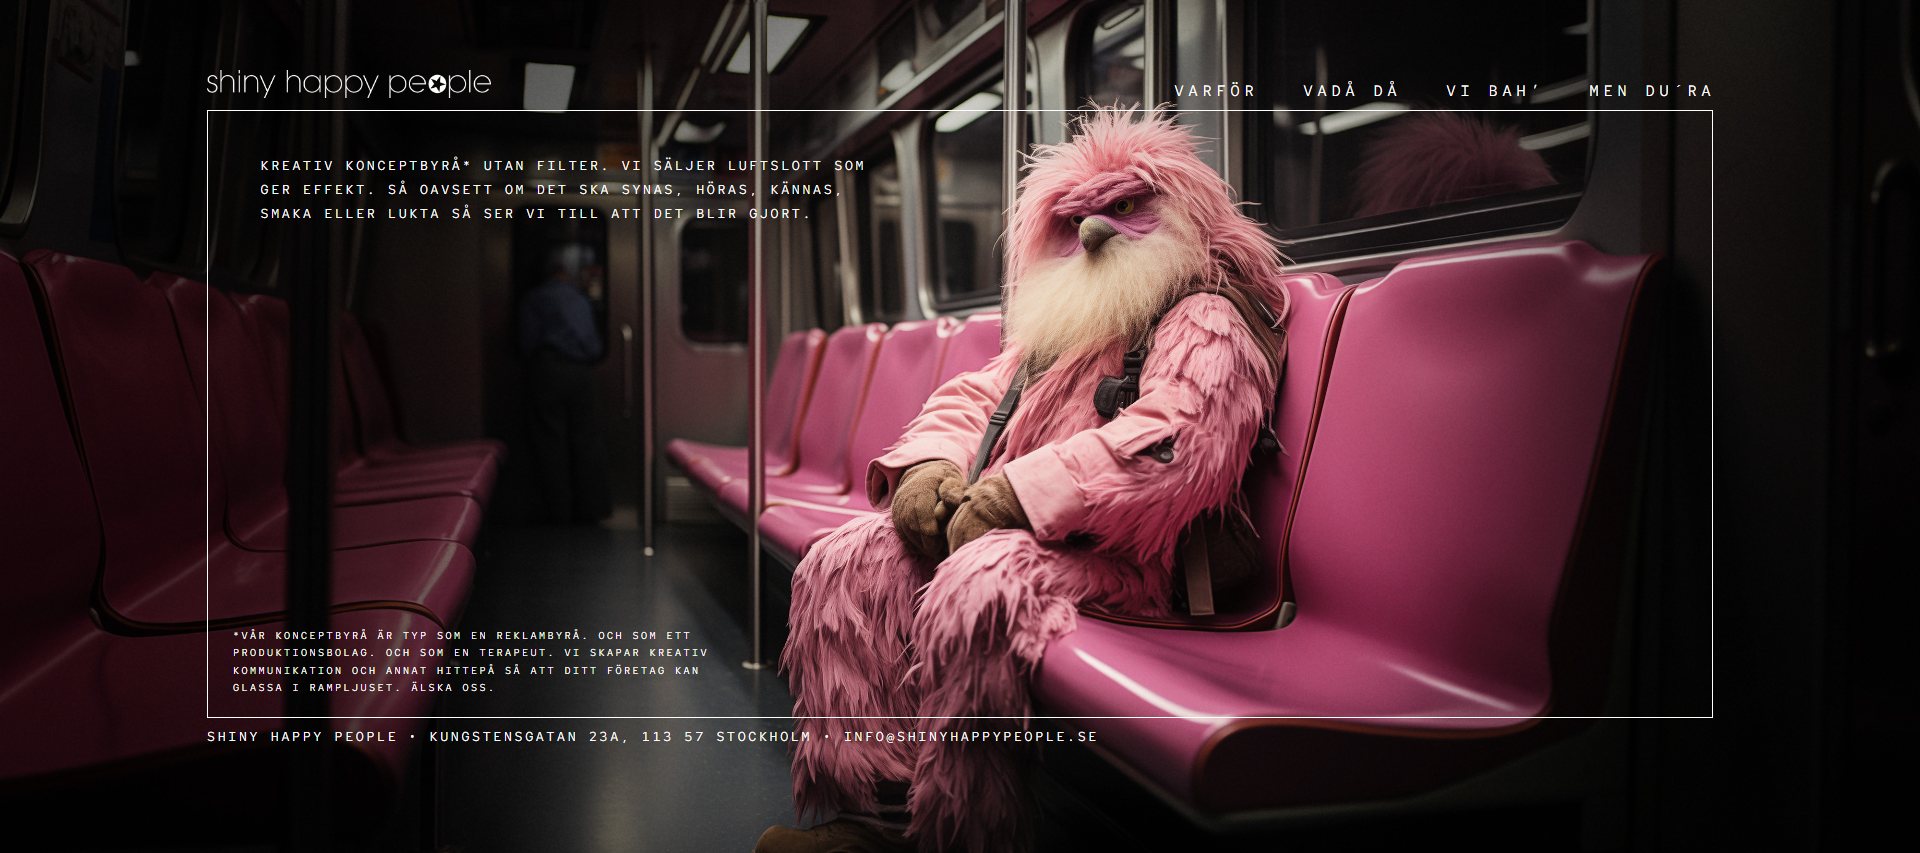 shiny happy people
VARFÖR VADÅ DÅ VI BAH' MEN DU´RA
KREATIV KONCEPTBYRÅ* UTAN FILTER. VI SÄLJER LUFTSLOTT SOM
GER EFFEKT. SÅ OAVSETT OM DET SKA SYNAS, HÖRAS, KÄNNAS,
SMAKA ELLER LUKTA SÅ SER VI TILL ATT DET BLIR GJORT.
*VÅR KONCEPTBYRÅ ÄR TYP SOM EN REKLAMBYRÅ. OCH SOM ETT
PRODUKTIONSBOLAG. OCH SOM EN TERAPEUT. VI SKAPAR KREATIV
KOMMUNIKATION OCH ANNAT HITTEPÅ SÅ ATT DITT FÖRETAG KAN
GLASSA I RAMPLJUSET. ÄLSKA OSS.
SHINY HAPPY PEOPLE • KUNGSTENSGATAN 23A, 113 57 STOCKHOLM • INFO@SHINYHAPPYPEOPLE.SE